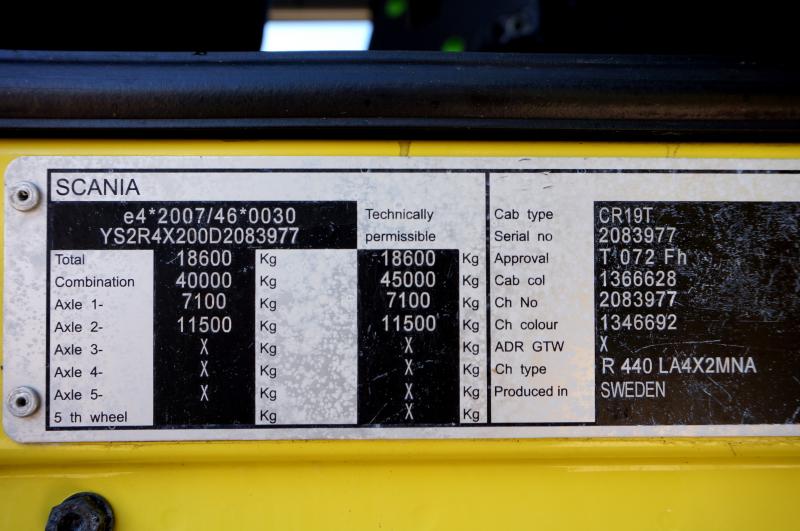 SCANIA
e4*2007/46*0030
YS2R4X200D2083977
Technically
permissible
Total 18600 Kg 18600 Kg
Combination 40000 Kg 45000 Kg
Axle 1- 7100 Kg 7100 Kg
Axle 2- 11500 Kg 11500 Kg
Axle 3- X Kg X Kg
Axle 4- X Kg X Kg
Axle 5- X Kg X Kg
5 th wheel Kg X Kg
Cab type CR19T
Serial no 2083977
Approval T 072 Fh
Cab col 1366628
Ch No 2083977
Ch colour 1346692
ADR GTW X
Ch type R 440 LA4X2MNA
Produced in SWEDEN